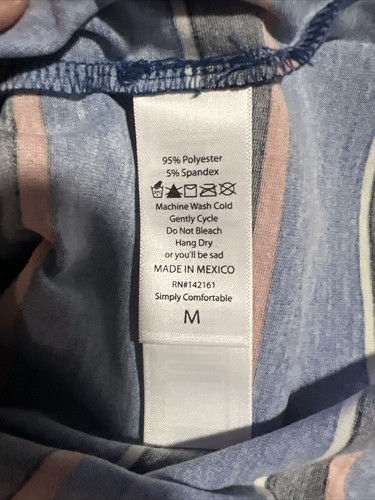 95% Polyester
5% Spandex
Machine Wash Cold
Gently Cycle
Do Not Bleach
Hang Dry
or you'll be sad
MADE IN MEXICO
RN#142161
Simply Comfortable
M